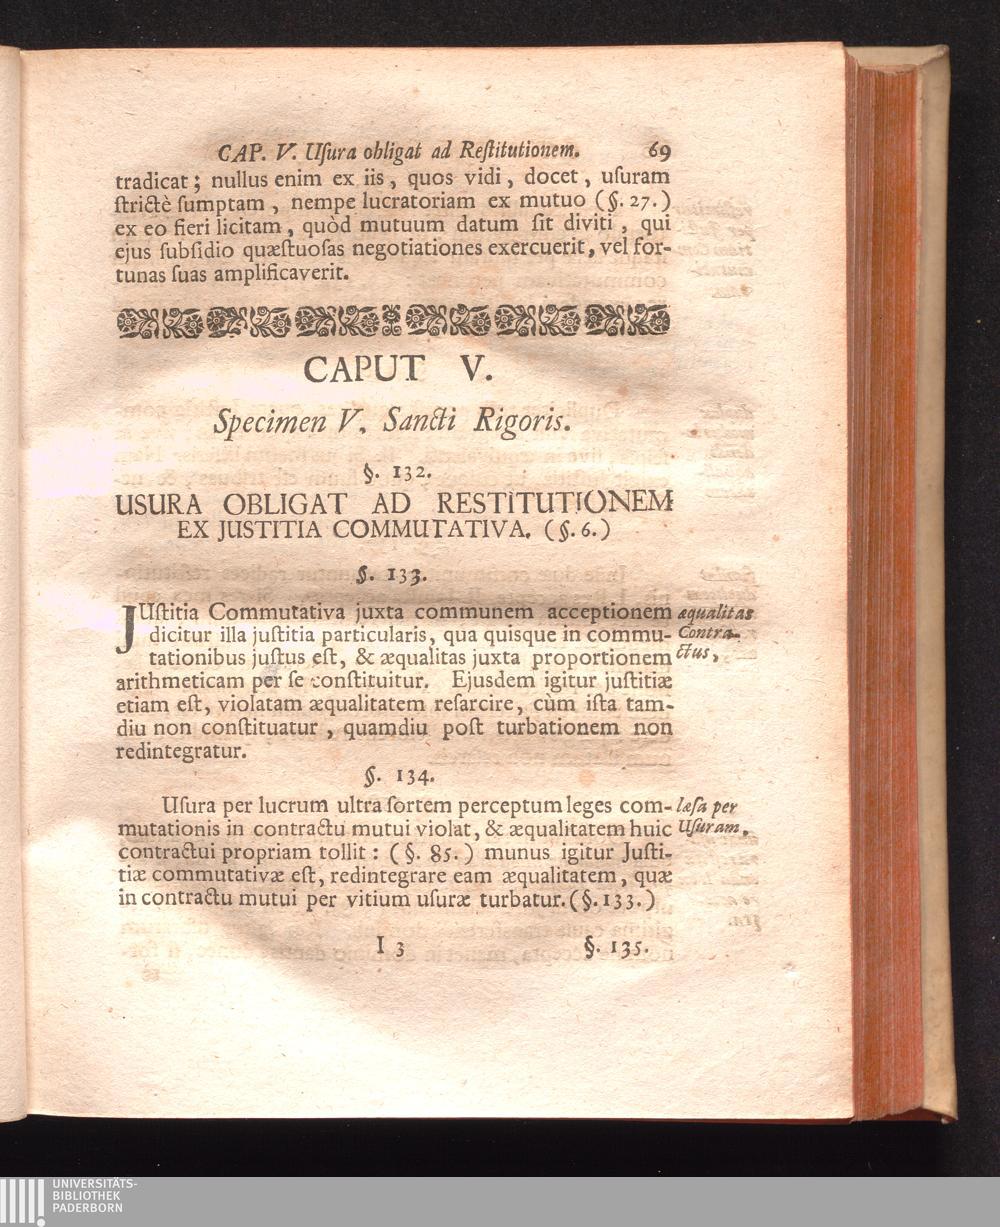 CAP. V. Uſura obligat ad Reſtitutionem. 69
tradicat; nullus enim ex iis, quos vidi, docet, uſuram
ſtrictè ſumptam, nempe lucratoriam ex mutuo (§. 27.)
ex eo fieri licitam, quòd mutuum datum ſit diviti, qui
ejus ſubſidio quæſtuoſas negotiationes exercuerit, vel for-
tunas ſuas amplificaverit.
CAPUT V.
Specimen V. Sancti Rigoris.
§. 132.
USURA OBLIGAT AD RESTITUTIONEM
EX JUSTITIA COMMUTATIVA. (§. 6.)
§. 133.
JUſtitia Commutativa juxta communem acceptionem
dicitur illa juſtitia particularis, qua quisque in commu-
tationibus juſtus eſt, & æqualitas juxta proportionem
arithmeticam per ſe conſtituitur. Ejusdem igitur juſtitiæ
etiam eſt, violatam æqualitatem reſarcire, cùm iſta tam-
diu non conſtituatur, quamdiu poſt turbationem non
redintegratur.
æqualitas
Contra-
ctus,
§. 134.
Uſura per lucrum ultra ſortem perceptum leges com-
mutationis in contractu mutui violat, & æqualitatem huic
contractui propriam tollit: (§. 85.) munus igitur Juſti-
tiæ commutativæ eſt, redintegrare eam æqualitatem, quæ
in contractu mutui per vitium uſuræ turbatur. (§. 133.)
læſa per
Uſuram.
I 3 §. 135.
UNIVERSITÄTS-
BIBLIOTHEK
PADERBORN